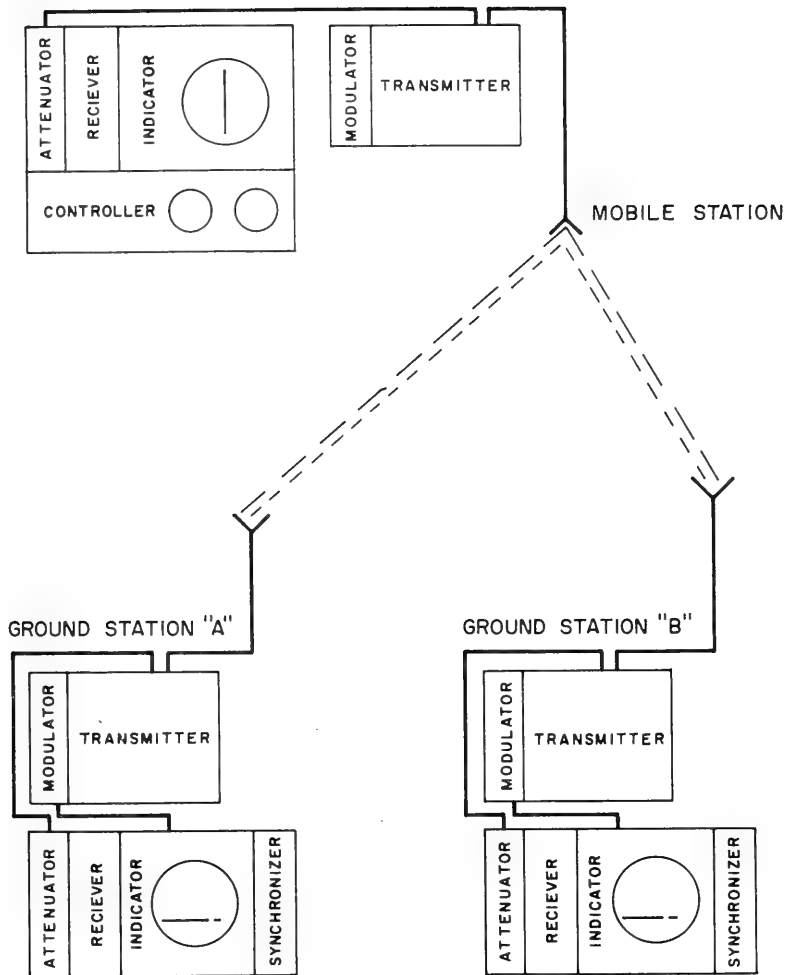 ATTENUATOR
RECIEVER
INDICATOR
CONTROLLER
MODULATOR
TRANSMITTER
MOBILE STATION
GROUND STATION "A"
MODULATOR
TRANSMITTER
ATTENUATOR
RECIEVER
INDICATOR
SYNCHRONIZER
GROUND STATION "B"
MODULATOR
TRANSMITTER
ATTENUATOR
RECIEVER
INDICATOR
SYNCHRONIZER